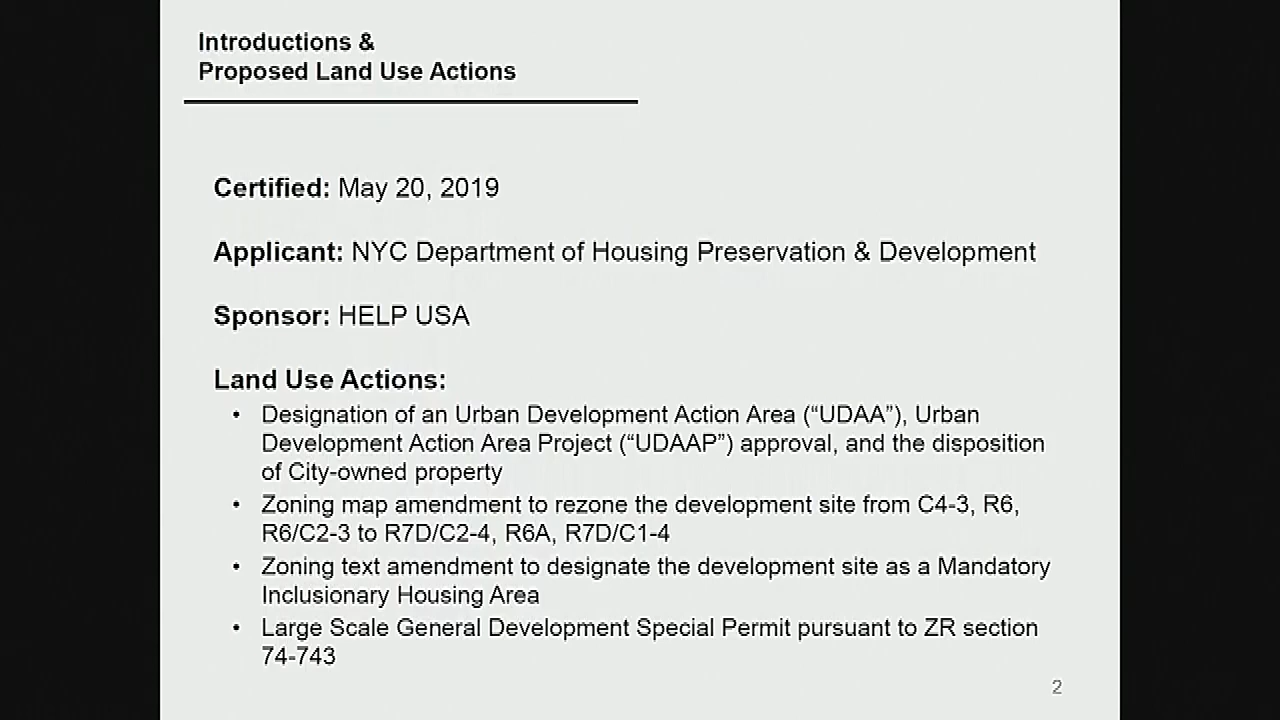 Introductions &
Proposed Land Use Actions
Certified: May 20, 2019
Applicant: NYC Department of Housing Preservation & Development
Sponsor: HELP USA
Land Use Actions:
• Designation of an Urban Development Action Area (“UDAA”), Urban
Development Action Area Project (“UDAAP”) approval, and the disposition
of City-owned property
• Zoning map amendment to rezone the development site from C4-3, R6,
R6/C2-3 to R7D/C2-4, R6A, R7D/C1-4
• Zoning text amendment to designate the development site as a Mandatory
Inclusionary Housing Area
• Large Scale General Development Special Permit pursuant to ZR section
74-743
2